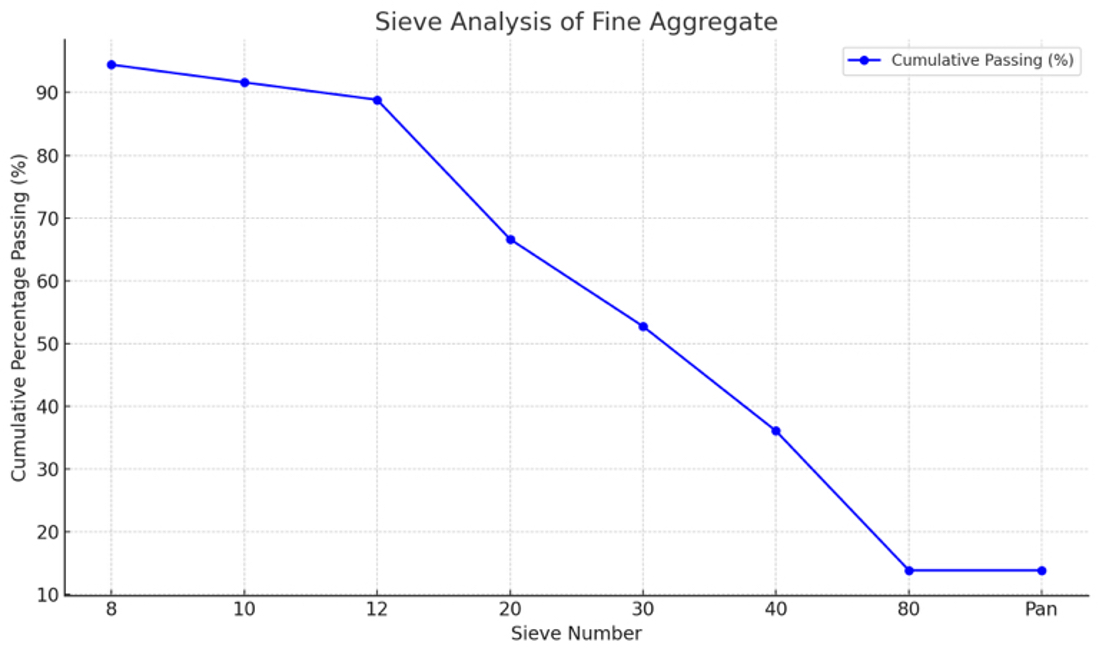 Sieve Analysis of Fine Aggregate
Cumulative Passing (%)
Cumulative Percentage Passing (%)
90
80
70
60
50
40
30
20
10
8 10 12 20 30 40 80 Pan
Sieve Number